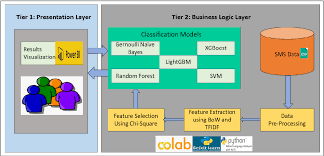 Tier 1: Presentation Layer
Results
Visualization
Power BI
Tier 2: Business Logic Layer
Classification Models
Gernoulli Naïve
Bayes
XGBoost
LightGBM
Random Forest
SVM
SMS Data
Feature Selection
Using Chi-Square
Feature Extraction
using BoW and
TFIDF
Data
Pre-Processing
colab
python